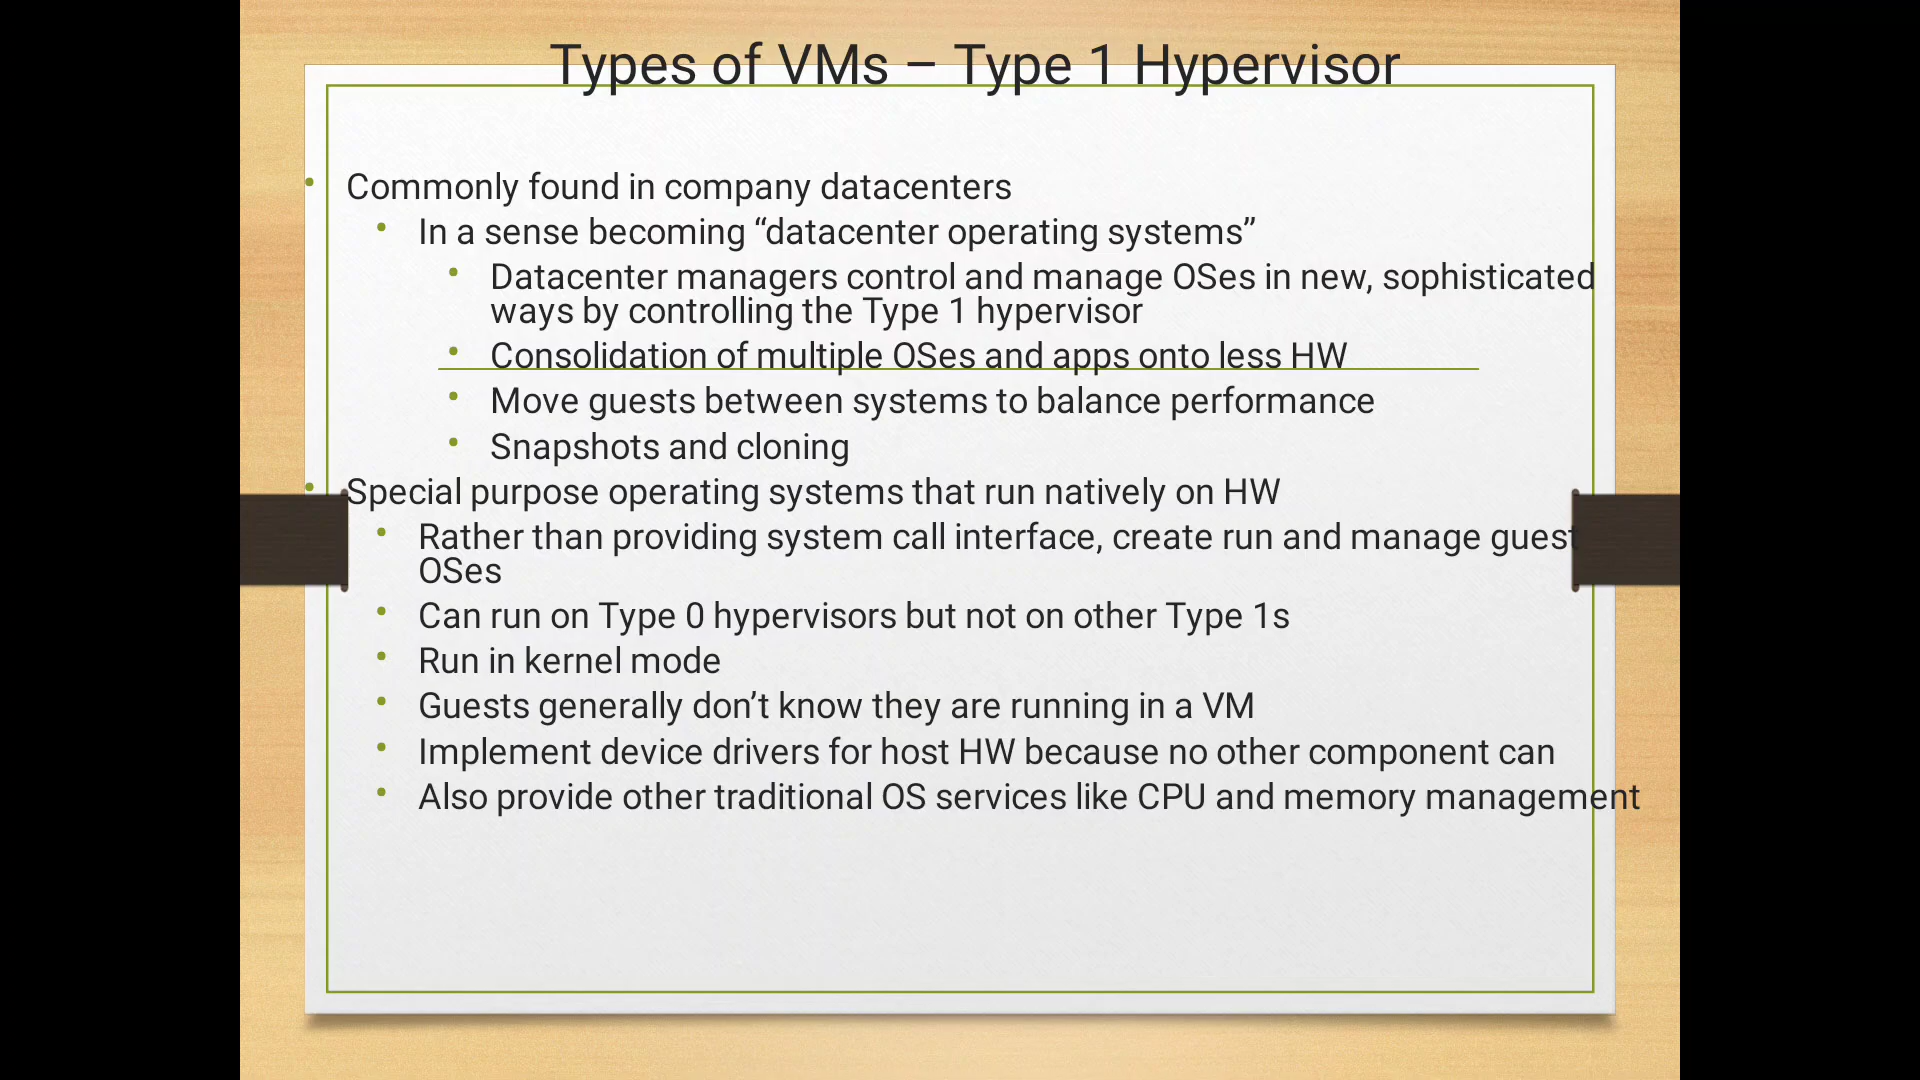 Types of VMs – Type 1 Hypervisor
• Commonly found in company datacenters
• In a sense becoming “datacenter operating systems”
• Datacenter managers control and manage OSes in new, sophisticated
ways by controlling the Type 1 hypervisor
• Consolidation of multiple OSes and apps onto less HW
• Move guests between systems to balance performance
• Snapshots and cloning
• Special purpose operating systems that run natively on HW
• Rather than providing system call interface, create run and manage guest
OSes
• Can run on Type 0 hypervisors but not on other Type 1s
• Run in kernel mode
• Guests generally don’t know they are running in a VM
• Implement device drivers for host HW because no other component can
• Also provide other traditional OS services like CPU and memory management